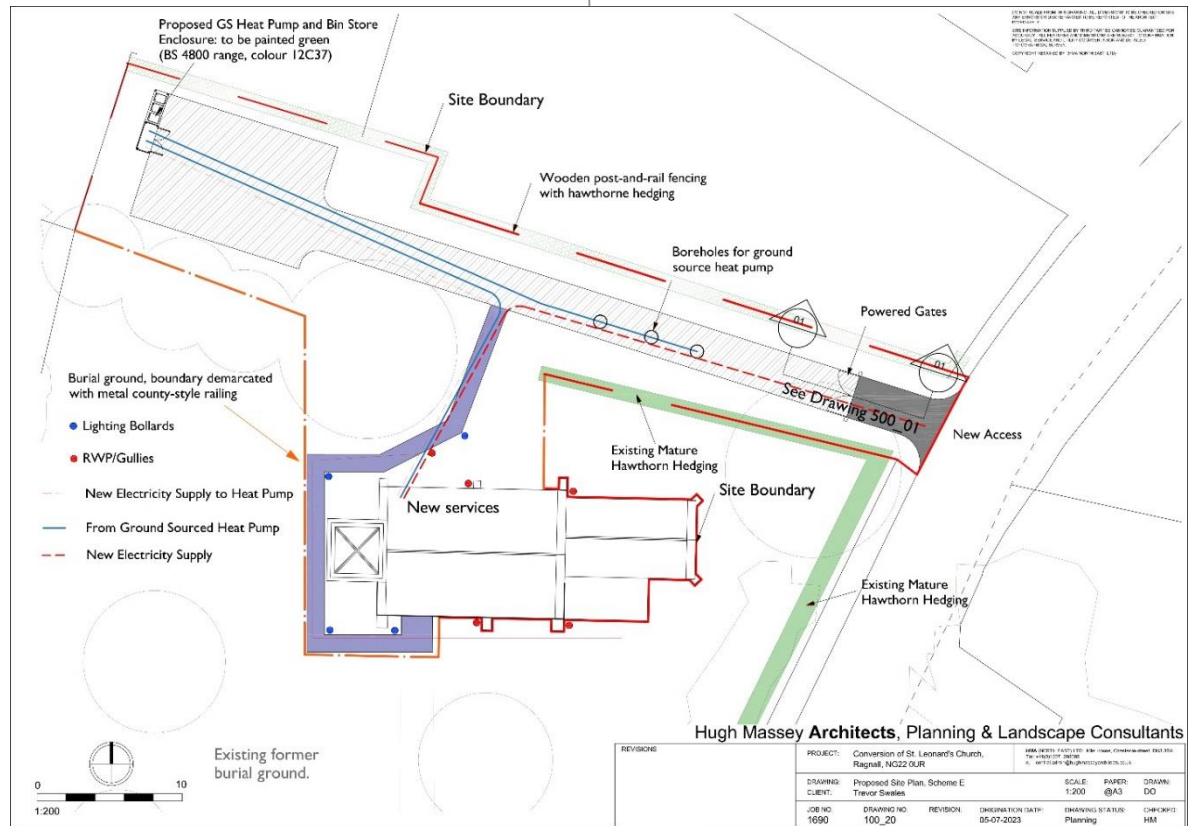 Proposed GS Heat Pump and Bin Store
Enclosure: to be painted green
(BS 4800 range, colour 12C37)
Site Boundary
Wooden post-and-rail fencing
with hawthorne hedging
Boreholes for ground
source heat pump
01
Powered Gates
01
See Drawing 500_01
New Access
Burial ground, boundary demarcated
with metal county-style railing
Lighting Bollards
RWP/Gullies
New Electricity Supply to Heat Pump
From Ground Sourced Heat Pump
New Electricity Supply
Existing Mature
Hawthorn Hedging
Site Boundary
New services
Existing Mature
Hawthorn Hedging
Existing former
burial ground.
0 10
1:200
Hugh Massey Architects, Planning & Landscape Consultants
REVISIONS
PROJECT: Conversion of St. Leonard's Church,
Ragnall, NG22 0UR
DRAWING: Proposed Site Plan, Scheme E
CLIENT: Trevor Swales
SCALE: PAPER: DRAWN:
1:200 @A3 DO
JOB NO. DRAWING NO. REVISION: ORIGINATION DATE: DRAWING STATUS: CHECKED:
1690 100_20 05-07-2023 Planning HM